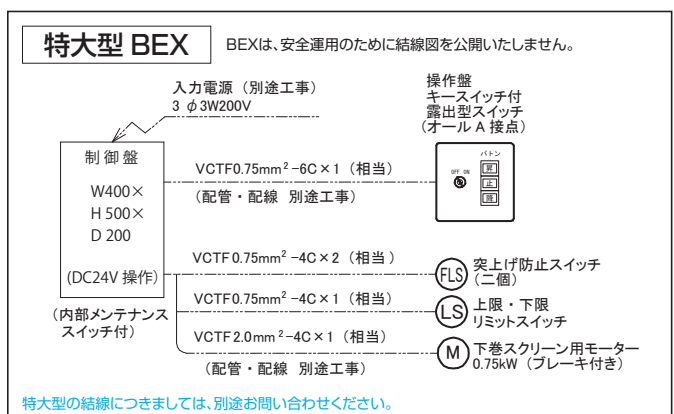 特大型 BEX
BEXは、安全運用のために結線図を公開いたしません。
入力電源（別途工事）
3 φ3W200V
操作盤
キースイッチ付
露出型スイッチ
（オール A 接点）
制 御 盤
W400×
H 500×
D 200
(DC24V 操作)
（内部メンテナンス
スイッチ付）
VCTF0.75mm²-6C×1（相当）
（配管・配線 別途工事）
バトン
OFF ON
昇
止
降
VCTF0.75mm²-4C×2（相当）
FLS
突上げ防止スイッチ
（二個）
VCTF0.75mm²-4C×1（相当）
LS
上限・下限
リミットスイッチ
VCTF2.0mm²-4C×1（相当）
（配管・配線 別途工事）
M
下巻スクリーン用モーター
0.75kW（ブレーキ付き）
特大型の結線につきましては、別途お問い合わせください。